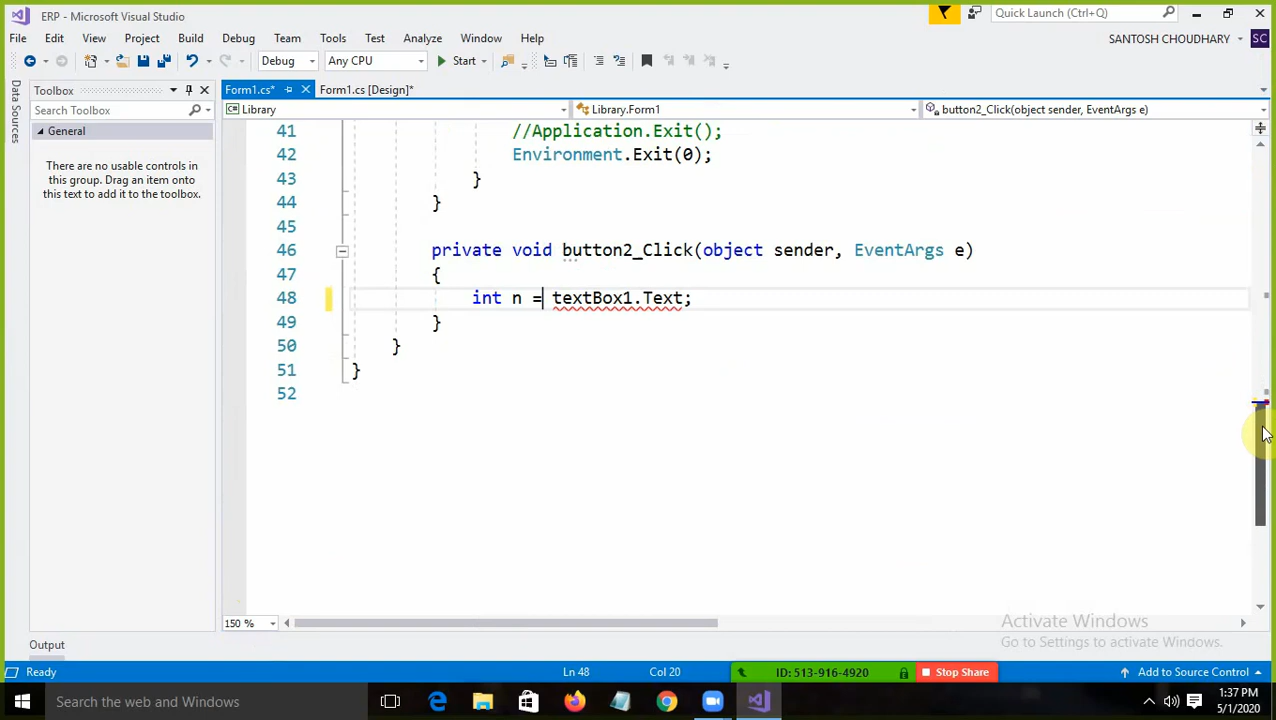 ERP - Microsoft Visual Studio
Quick Launch (Ctrl+Q)
File Edit View Project Build Debug Team Tools Test Analyze Window Help
SANTOSH CHOUDHARY SC
Debug Any CPU Start
Data Sources
Toolbox
Search Toolbox
General
There are no usable controls in
this group. Drag an item onto
this text to add it to the toolbox.
Form1.cs* Form1.cs [Design]*
Library Library.Form1 button2_Click(object sender, EventArgs e)
41 //Application.Exit();
42 Environment.Exit(0);
43 }
44 }
45
46 private void button2_Click(object sender, EventArgs e)
47 {
48 int n = textBox1.Text;
49 }
50 }
51 }
52
150 %
Activate Windows
Go to Settings to activate Windows.
Output
Ready Ln 48 Col 20 ID: 513-916-4920 Stop Share Add to Source Control
Search the web and Windows
1:37 PM
5/1/2020